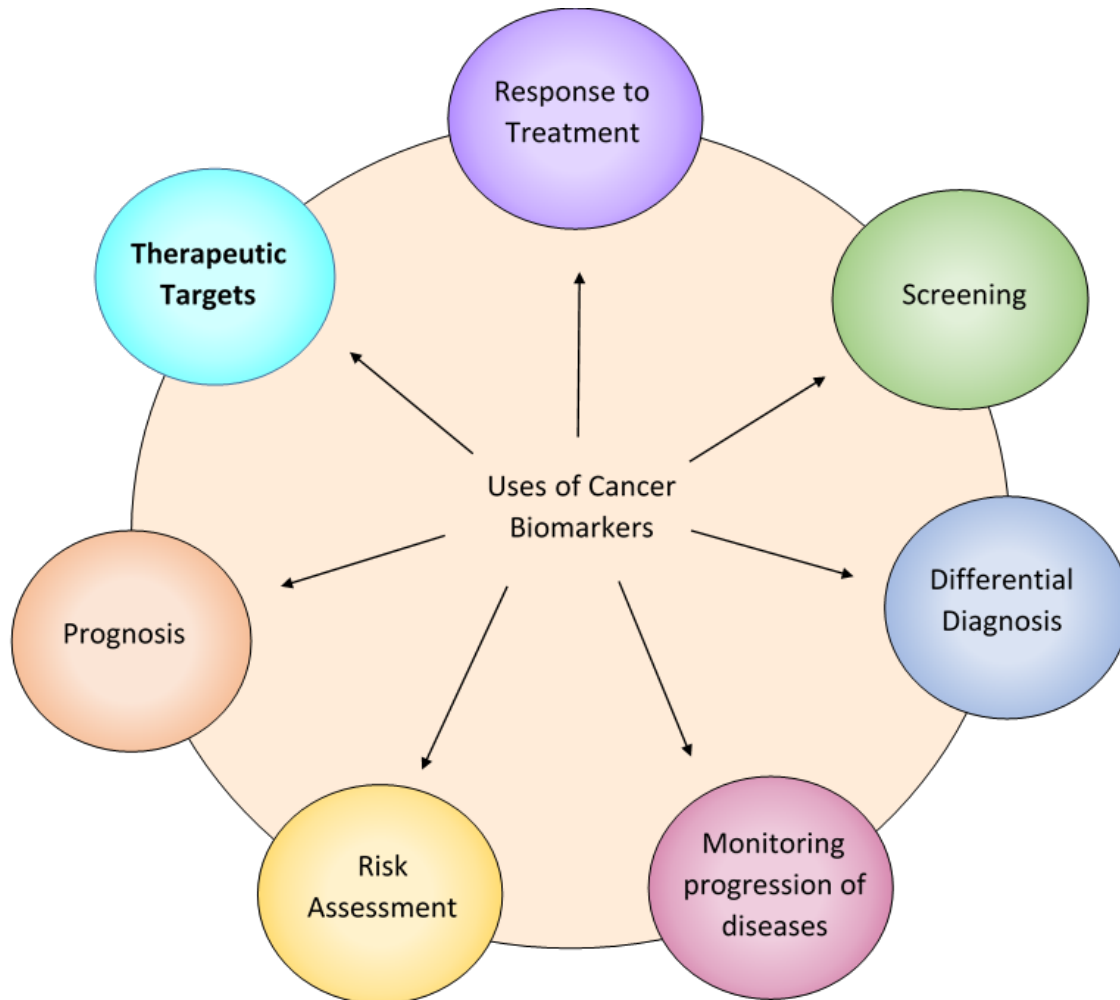 Response to
Treatment
Therapeutic
Targets
Screening
Uses of Cancer
Biomarkers
Differential
Diagnosis
Prognosis
Monitoring
progression of
diseases
Risk
Assessment